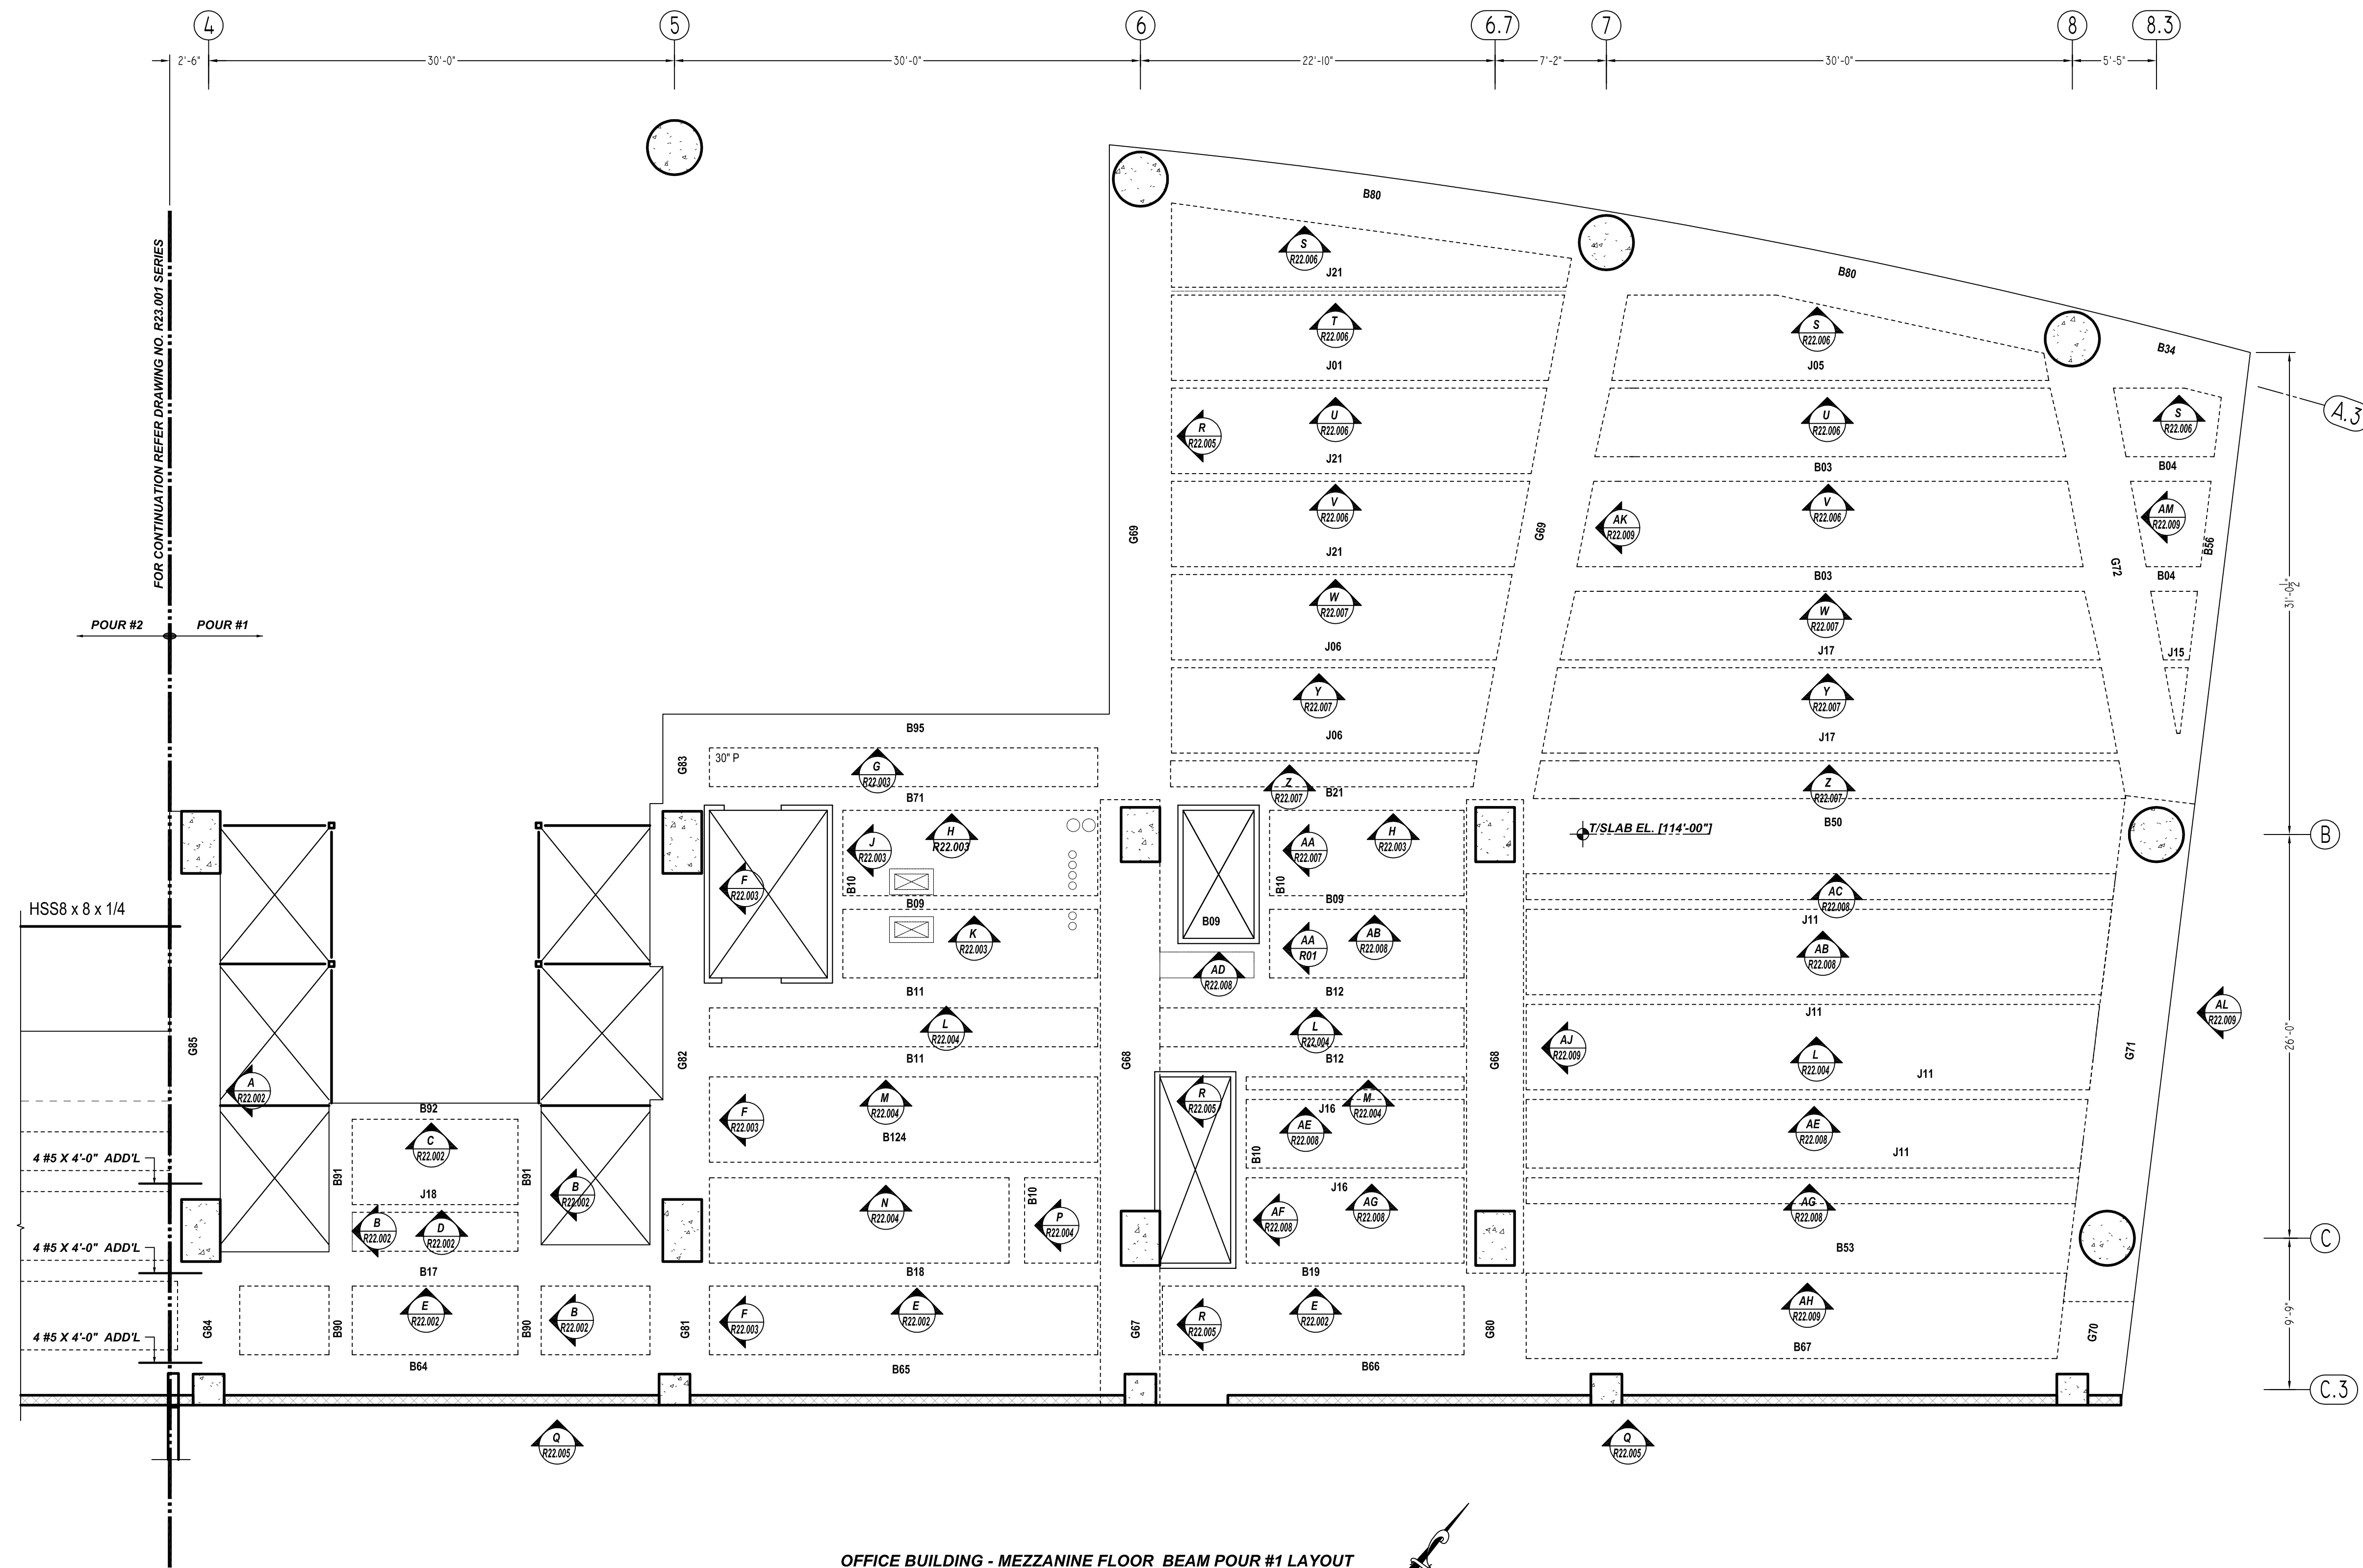 4 5 6 6.7 7 8 8.3
2'-6" 30'-0" 30'-0" 22'-10" 7'-2" 30'-0" 5'-5"
FOR CONTINUATION REFER DRAWING NO. R23.001 SERIES
POUR #2 POUR #1
B80
S
R22.006
J21
B80
T
R22.006
J01
S
R22.006
J05
B34
A.3
R
R22.005
U
R22.006
J21
U
R22.006
B03
S
R22.006
B04
G69
V
R22.006
J21
G69
AK
R22.009
V
R22.006
B03
G72
AM
R22.009
B56
B04
31'-0 1/2"
W
R22.007
J06
W
R22.007
J17
J15
Y
R22.007
J06
Y
R22.007
J17
B95
G83
30" P
G
R22.003
B71
Z
R22.007
B21
Z
R22.007
B50
T/SLAB EL. [114'-00"]
B
F
R22.003
J
R22.003
H
R22.003
B10
B09
AA
R22.007
H
R22.003
B10
B09
B09
AC
R22.008
J11
HSS8 x 8 x 1/4
K
R22.003
B11
AA
R01
AB
R22.008
AD
R22.008
B12
AB
R22.008
J11
AL
R22.009
G85
A
R22.002
G82
L
R22.004
B11
G68
L
R22.004
B12
G68
AJ
R22.009
L
R22.004
J11
G71
26'-0"
B92
C
R22.002
B91
B91
J18
F
R22.003
M
R22.004
B124
R
R22.005
J16
M
R22.004
AE
R22.008
B10
AE
R22.008
J11
4 #5 X 4'-0" ADD'L
B
R22.002
B
R22.002
D
R22.002
B17
N
R22.004
B10
P
R22.004
B18
J16
AF
R22.008
AG
R22.008
B19
AG
R22.008
B53
C
4 #5 X 4'-0" ADD'L
G84
B90
E
R22.002
B90
B
R22.002
B64
G81
F
R22.003
E
R22.002
B65
G67
R
R22.005
E
R22.002
B66
G80
AH
R22.009
B67
G70
9'-9"
4 #5 X 4'-0" ADD'L
C.3
Q
R22.005
Q
R22.005
OFFICE BUILDING - MEZZANINE FLOOR BEAM POUR #1 LAYOUT